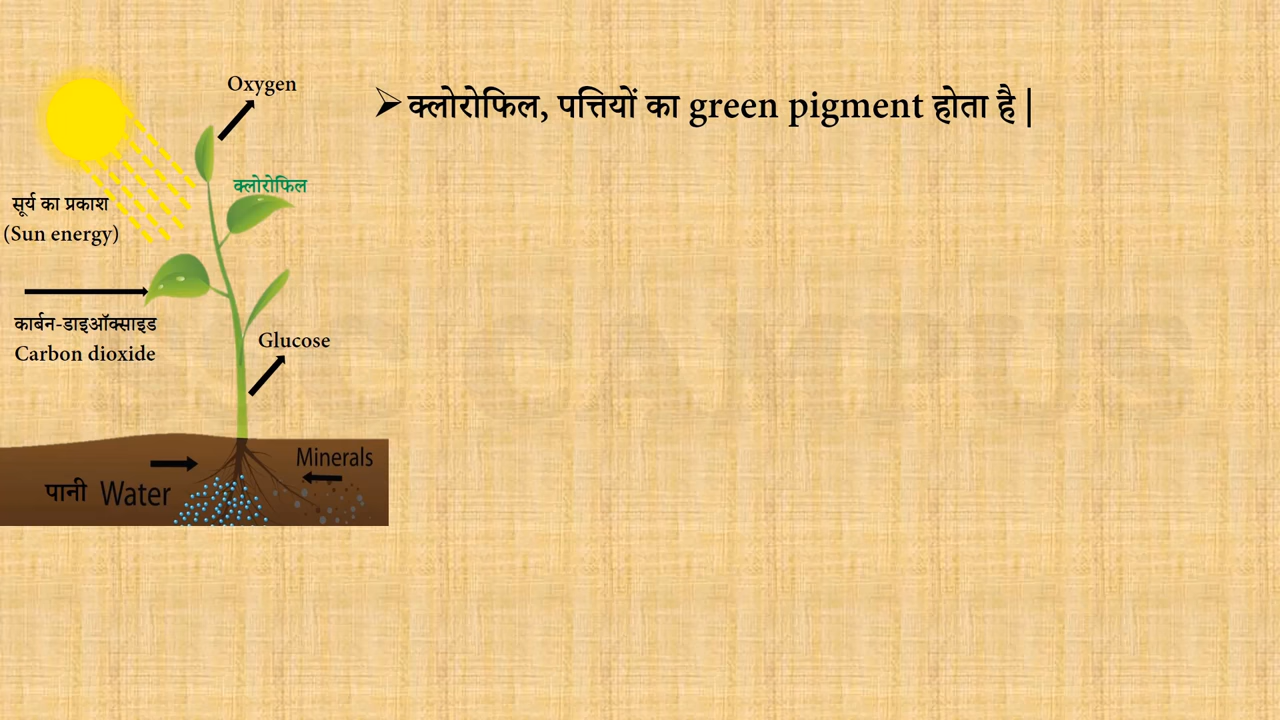 Oxygen
➢ क्लोरोफिल, पत्तियों का green pigment होता है |
क्लोरोफिल
सूर्य का प्रकाश
(Sun energy)
कार्बन-डाइऑक्साइड
Carbon dioxide
Glucose
Minerals
पानी Water